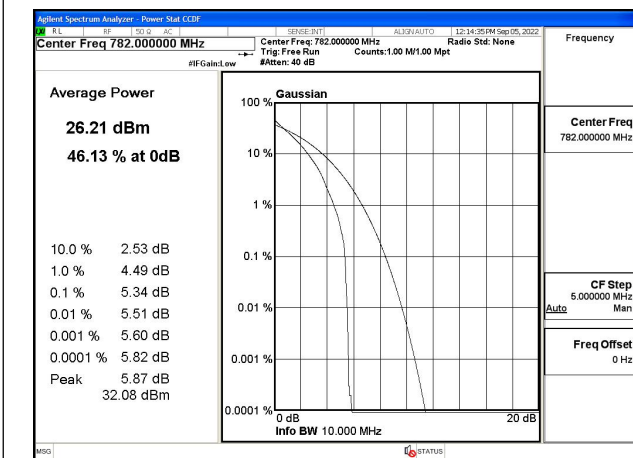 Agilent Spectrum Analyzer - Power Stat CCDF
LXI RL RF 50 Ω AC SENSE:INT ALIGN AUTO 12:14:35 PM Sep 05, 2022
Center Freq 782.000000 MHz
Center Freq: 782.000000 MHz Radio Std: None
Trig: Free Run Counts:1.00 M/1.00 Mpt
#IFGain:Low #Atten: 40 dB
Frequency
Average Power
26.21 dBm
46.13 % at 0dB
10.0 % 2.53 dB
1.0 % 4.49 dB
0.1 % 5.34 dB
0.01 % 5.51 dB
0.001 % 5.60 dB
0.0001 % 5.82 dB
Peak 5.87 dB
32.08 dBm
Gaussian
100 %
10 %
1 %
0.1 %
0.01 %
0.001 %
0.0001 %
0 dB 20 dB
Info BW 10.000 MHz
Center Freq
782.000000 MHz
CF Step
5.000000 MHz
Auto Man
Freq Offset
0 Hz
MSG STATUS